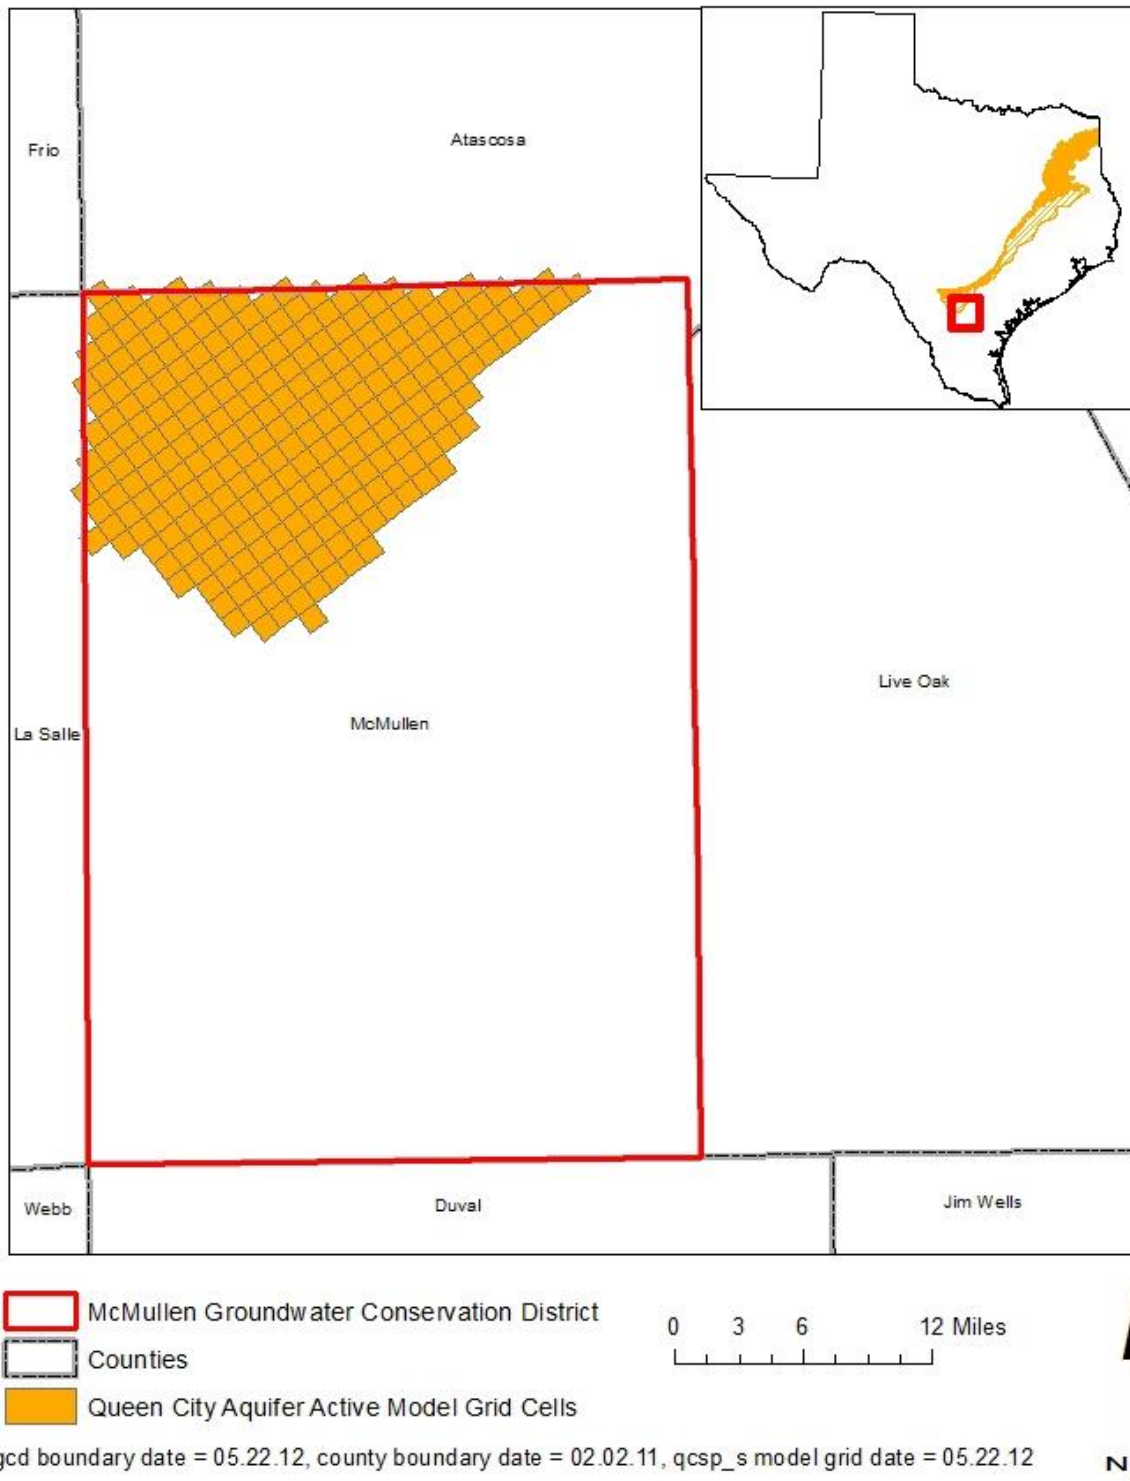 Frio
Atascosa
La Salle
McMullen
Live Oak
Webb
Duval
Jim Wells
McMullen Groundwater Conservation District
0 3 6 12 Miles
Counties
Queen City Aquifer Active Model Grid Cells
gcd boundary date = 05.22.12, county boundary date = 02.02.11, qcsp_s model grid date = 05.22.12
N